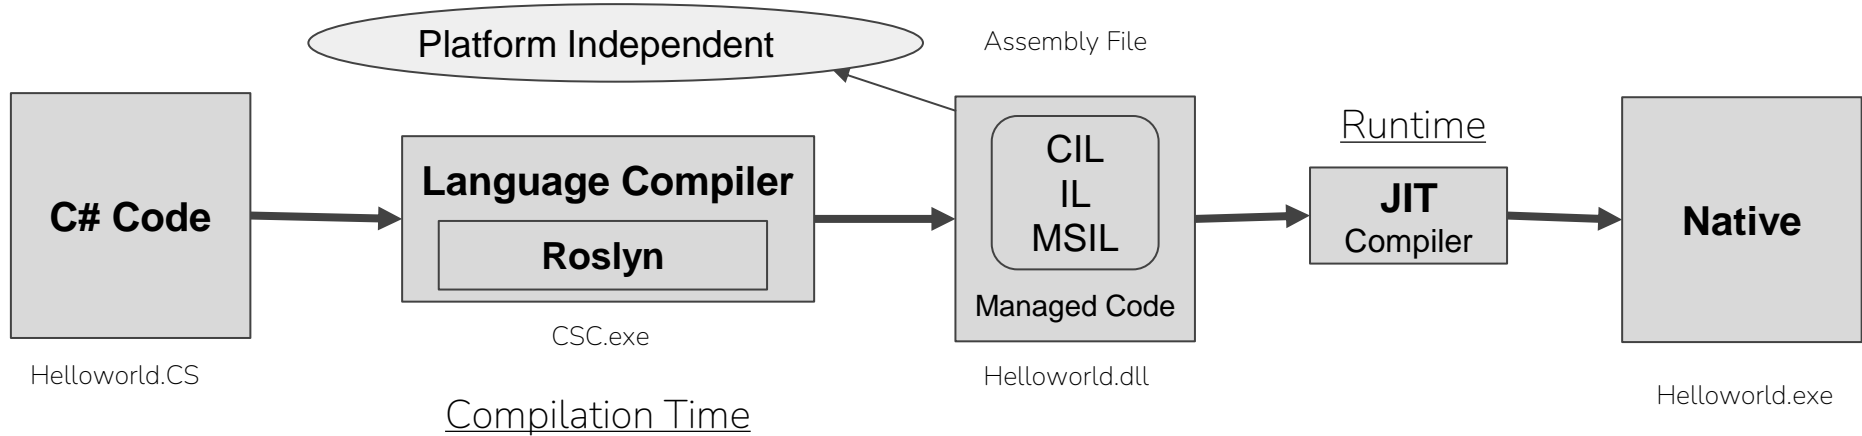 Platform Independent
Assembly File
C# Code
Helloworld.CS
Language Compiler
Roslyn
CSC.exe
Compilation Time
CIL
IL
MSIL
Managed Code
Helloworld.dll
Runtime
JIT
Compiler
Native
Helloworld.exe